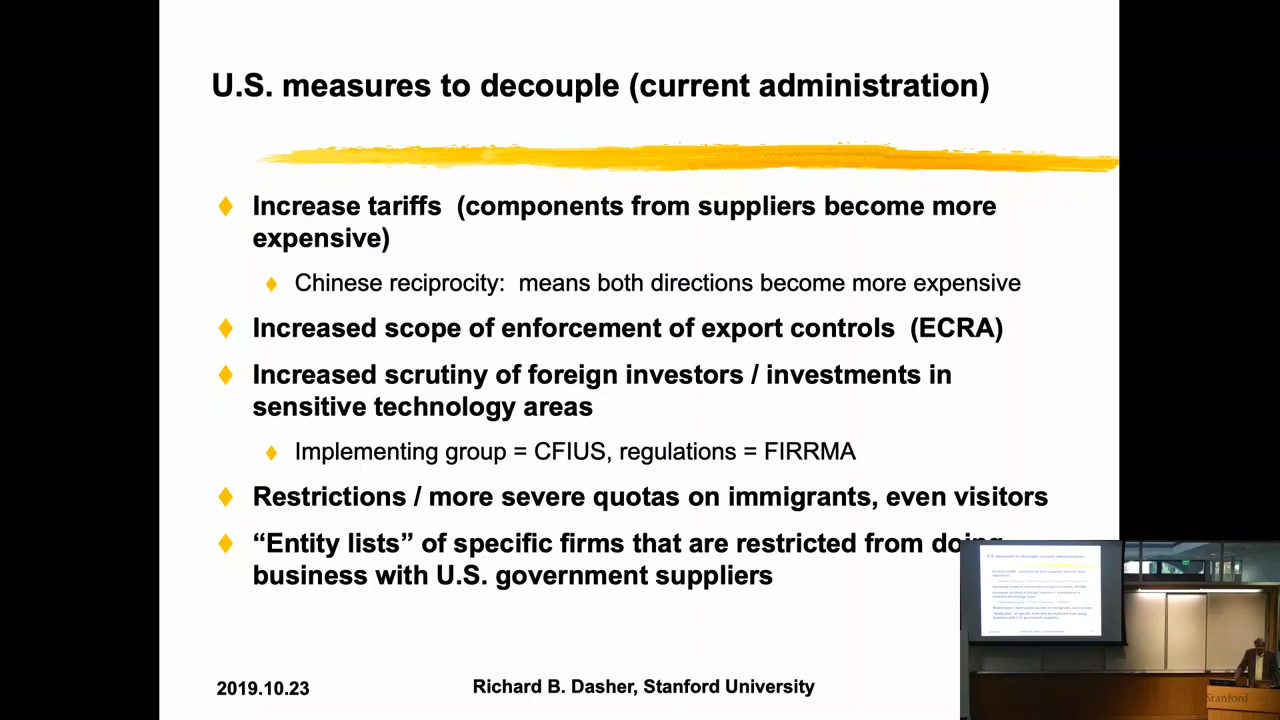 U.S. measures to decouple (current administration)
Increase tariffs (components from suppliers become more
expensive)
Chinese reciprocity: means both directions become more expensive
Increased scope of enforcement of export controls (ECRA)
Increased scrutiny of foreign investors / investments in
sensitive technology areas
Implementing group = CFIUS, regulations = FIRRMA
Restrictions / more severe quotas on immigrants, even visitors
“Entity lists” of specific firms that are restricted from doing
business with U.S. government suppliers
2019.10.23
Richard B. Dasher, Stanford University
Stanford